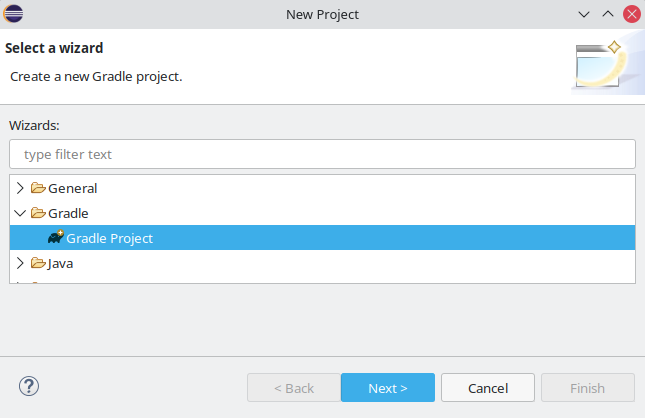 New Project
Select a wizard
Create a new Gradle project.
Wizards:
type filter text
General
Gradle
Gradle Project
Java
?
< Back
Next >
Cancel
Finish